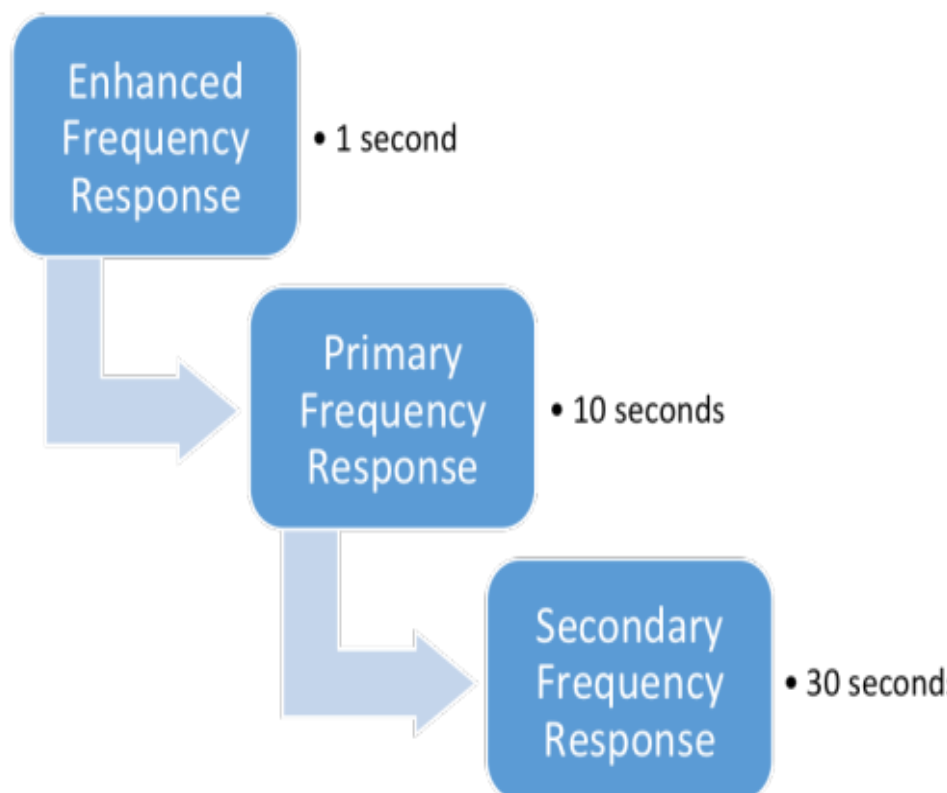 Enhanced
Frequency
Response
• 1 second
Primary
Frequency
Response
• 10 seconds
Secondary
Frequency
Response
• 30 second